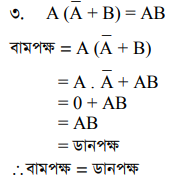 ৩. A (A̅ + B) = AB
বামপক্ষ = A (A̅ + B)
= A . A̅ + AB
= 0 + AB
= AB
= ডানপক্ষ
∴বামপক্ষ = ডানপক্ষ